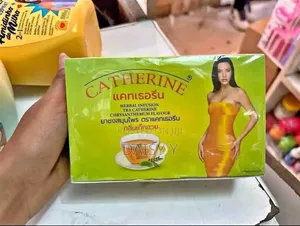 CATHERINE®
แคทเธอรีน
HERBAL INFUSION
TEA CATHERINE
CHRYSANTHEMUM FLAVOUR
ยาชงสมุนไพร ตราแคทเธอรีน
กลิ่นเก๊กฮวย
2in1